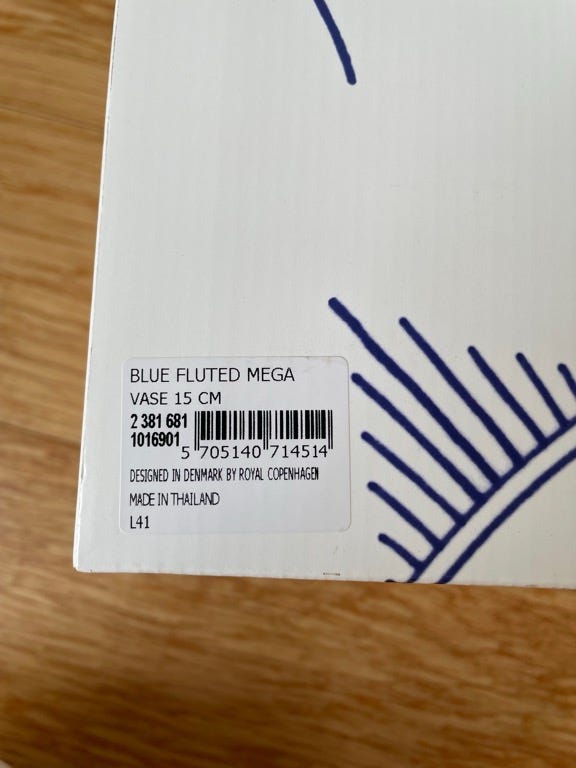 BLUE FLUTED MEGA
VASE 15 CM
2 381 681
1016901
5 705140 714514
DESIGNED IN DENMARK BY ROYAL COPENHAGEN
MADE IN THAILAND
L41